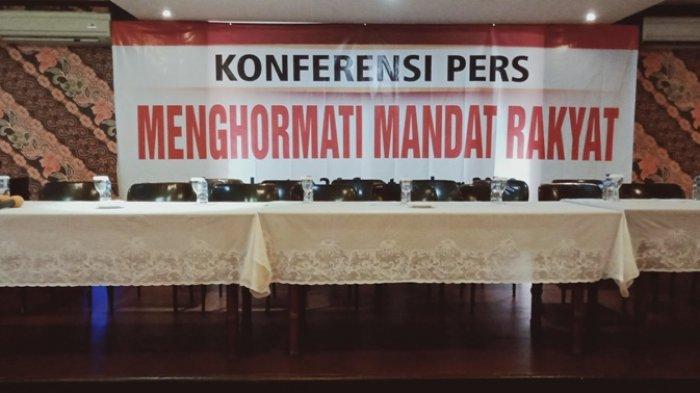 KONFERENSI PERS
MENGHORMATI MANDAT RAKYAT